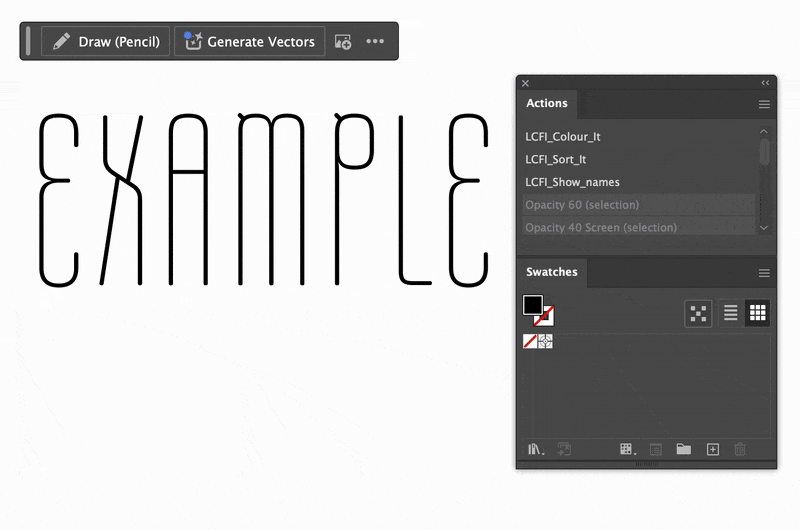 Draw (Pencil) Generate Vectors
EXAMPLE
Actions
LCFI_Colour_It
LCFI_Sort_It
LCFI_Show_names
Opacity 60 (selection)
Opacity 40 Screen (selection)
Swatches